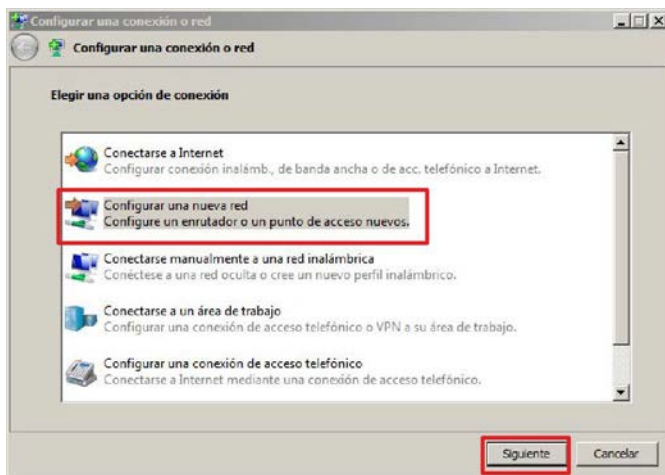 Configurar una conexión o red
Configurar una conexión o red
Elegir una opción de conexión
Conectarse a Internet
Configurar conexión inalámb., de banda ancha o de acc. telefónico a Internet.
Configurar una nueva red
Configure un enrutador o un punto de acceso nuevos.
Conectarse manualmente a una red inalámbrica
Conéctese a una red oculta o cree un nuevo perfil inalámbrico.
Conectarse a un área de trabajo
Configurar una conexión de acceso telefónico o VPN a su área de trabajo.
Configurar una conexión de acceso telefónico
Conectarse a Internet mediante una conexión de acceso telefónico.
Siguiente
Cancelar